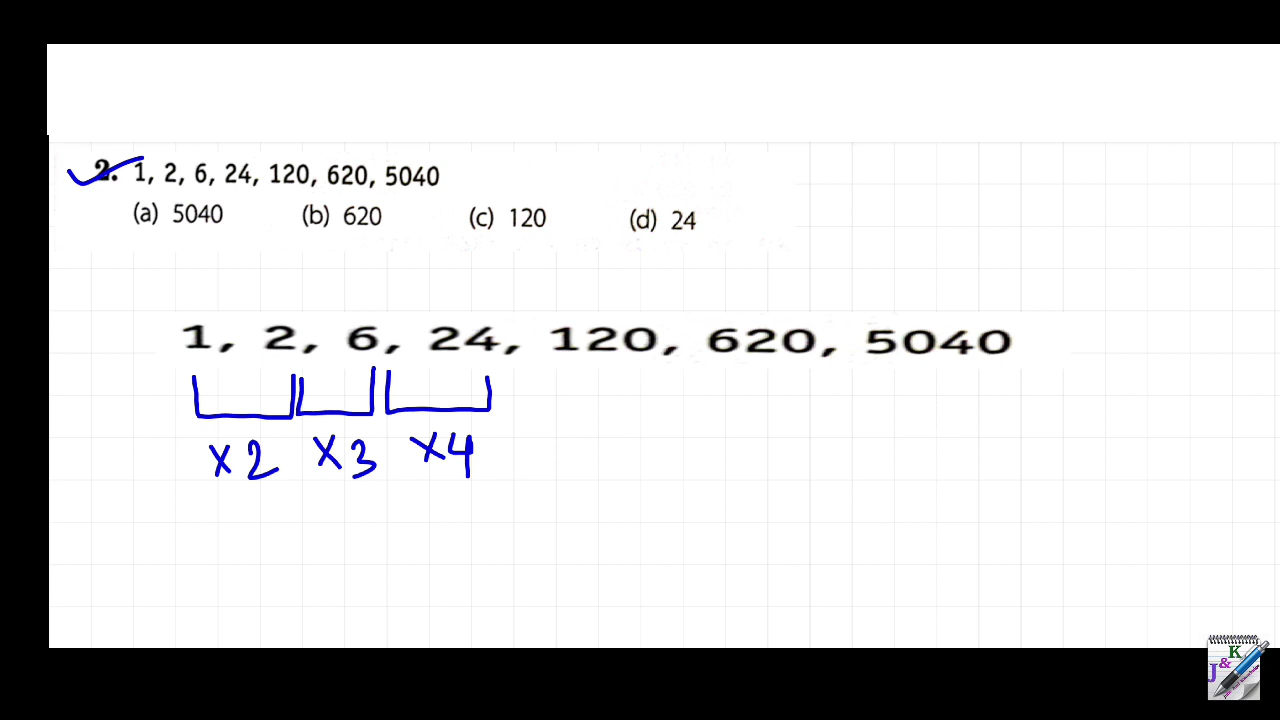 2. 1, 2, 6, 24, 120, 620, 5040
(a) 5040 (b) 620 (c) 120 (d) 24
1, 2, 6, 24, 120, 620, 5040
x2 x3 x4
J & K